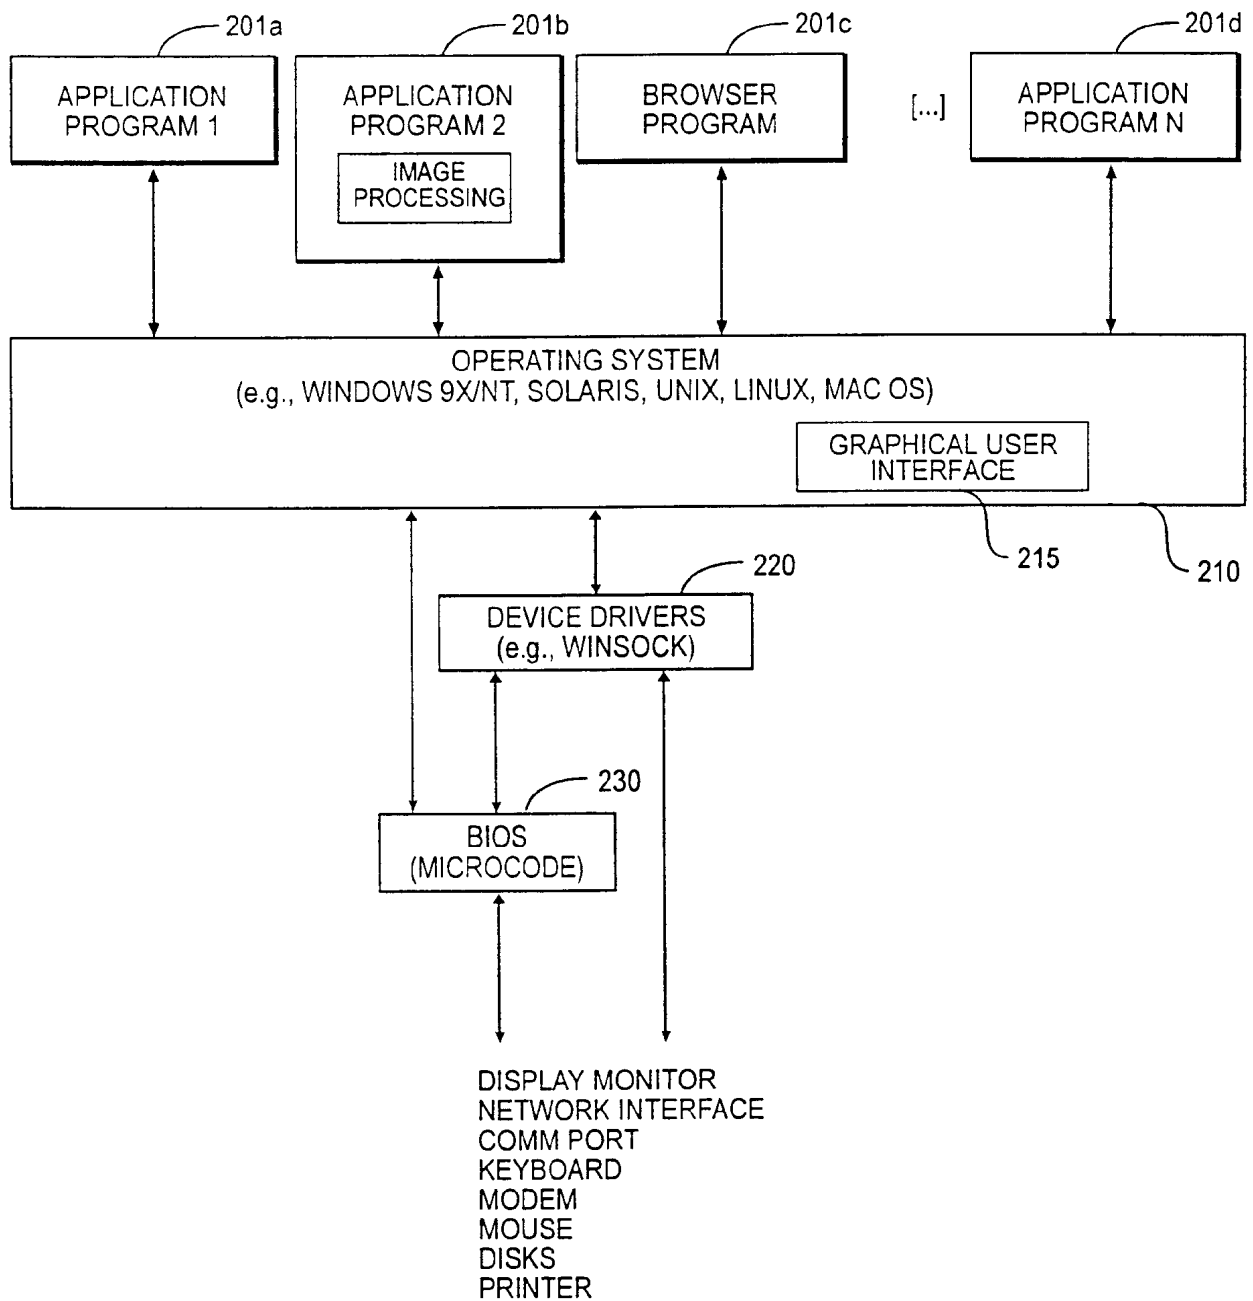 201a
201b
201c
201d
APPLICATION
PROGRAM 1
APPLICATION
PROGRAM 2
IMAGE
PROCESSING
BROWSER
PROGRAM
[...]
APPLICATION
PROGRAM N
OPERATING SYSTEM
(e.g., WINDOWS 9X/NT, SOLARIS, UNIX, LINUX, MAC OS)
GRAPHICAL USER
INTERFACE
215
210
220
DEVICE DRIVERS
(e.g., WINSOCK)
230
BIOS
(MICROCODE)
DISPLAY MONITOR
NETWORK INTERFACE
COMM PORT
KEYBOARD
MODEM
MOUSE
DISKS
PRINTER